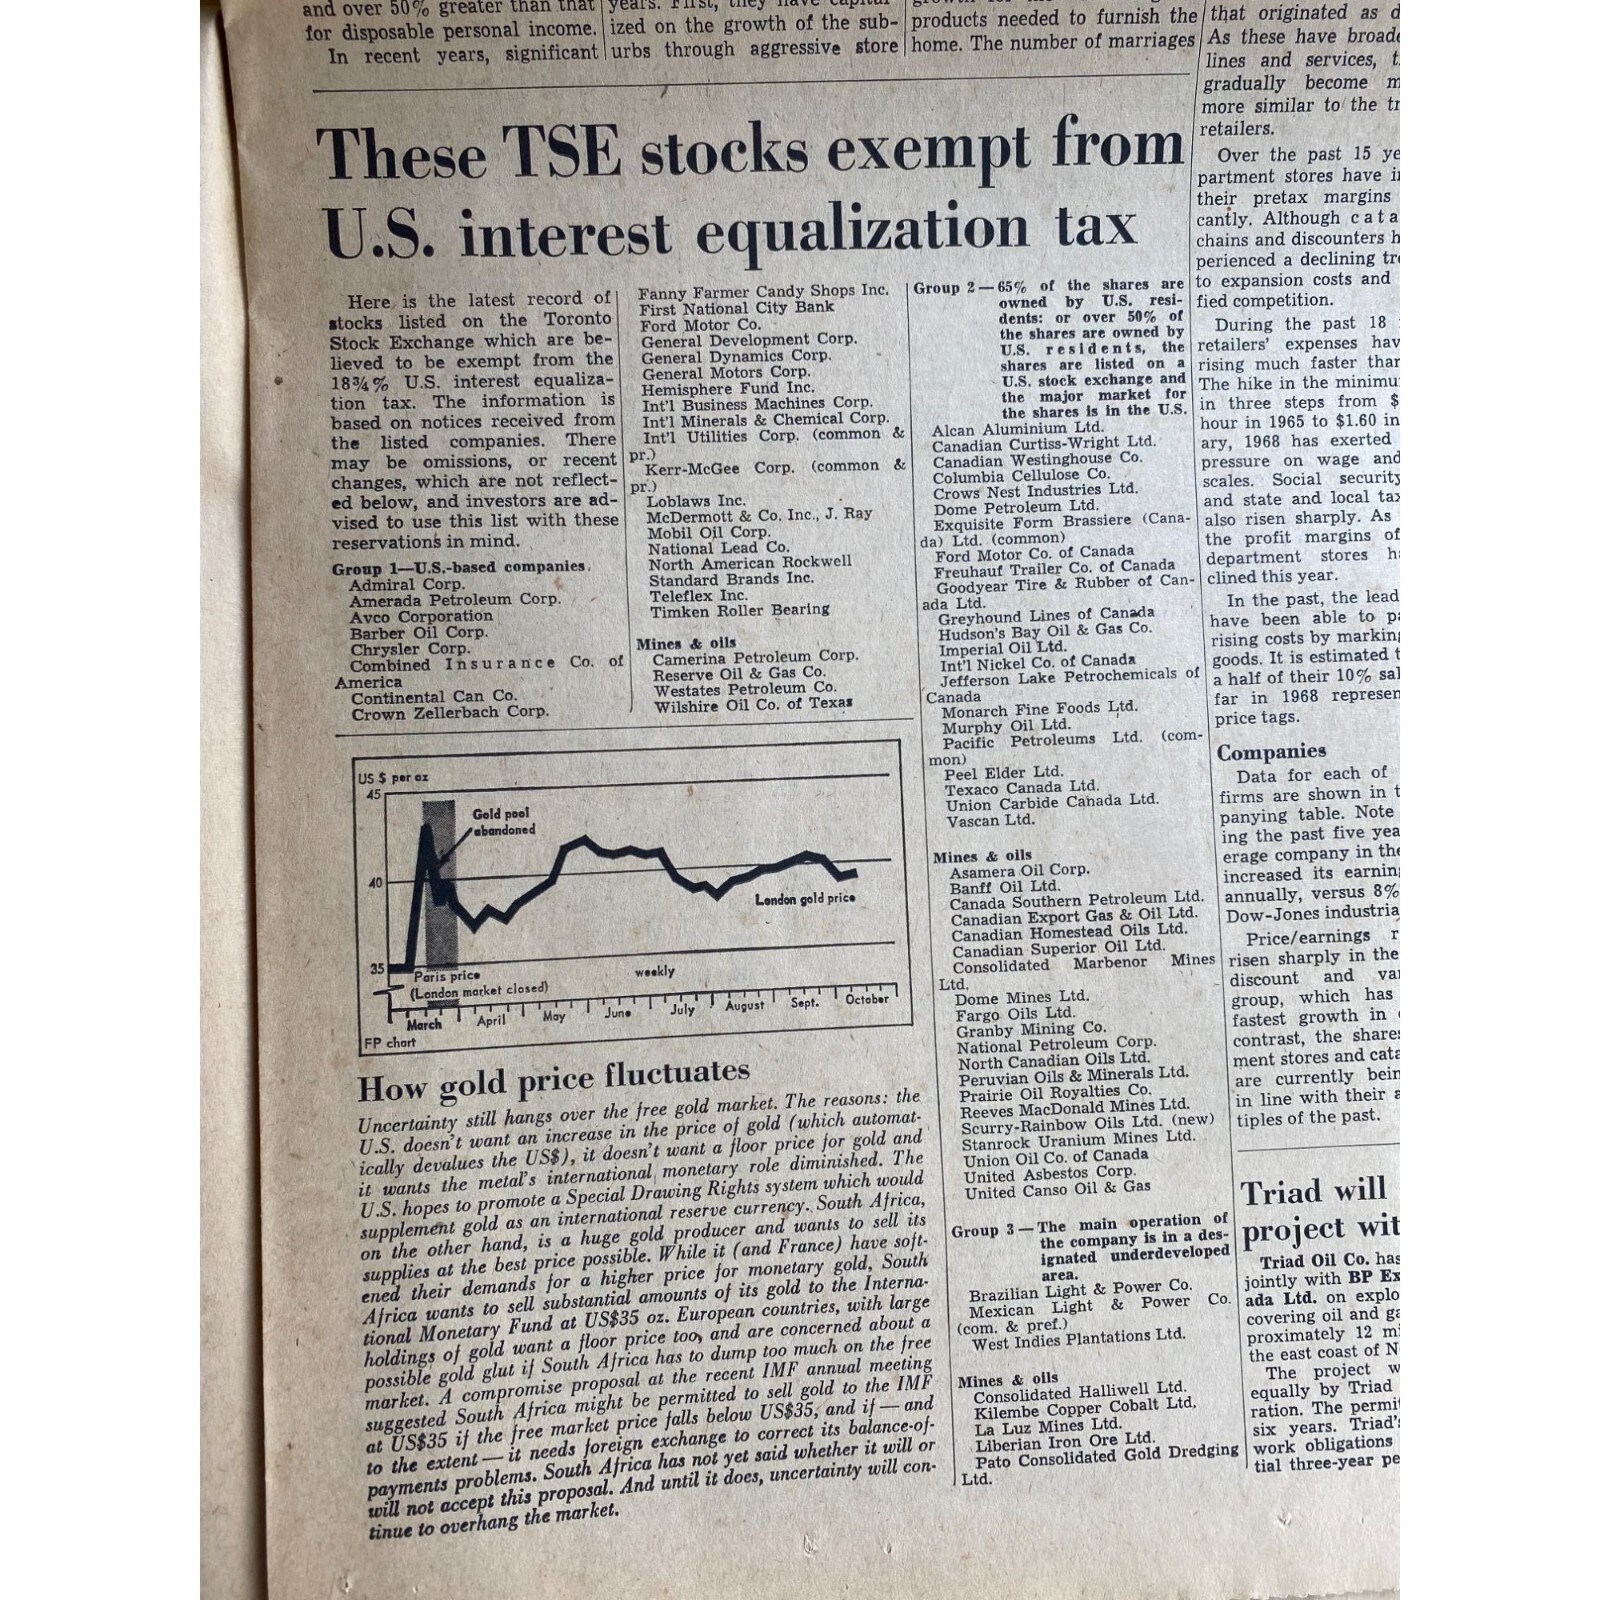 and over 50% greater than that
for disposable personal income.
In recent years, significant
years. First, they have
ized on the growth of the sub-
urbs through aggressive store
products needed to furnish the
home. The number of marriages
These TSE stocks exempt from
U.S. interest equalization tax
Here is the latest record of
stocks listed on the Toronto
Stock Exchange which are be-
lieved to be exempt from the
18¾% U.S. interest equaliza-
tion tax. The information is
based on notices received from
the listed companies. There
may be omissions, or recent
changes, which are not reflect-
ed below, and investors are ad-
vised to use this list with these
reservations in mind.
Group 1—U.S.-based companies.
Admiral Corp.
Amerada Petroleum Corp.
Avco Corporation
Barber Oil Corp.
Chrysler Corp.
Combined Insurance Co. of
America
Continental Can Co.
Crown Zellerbach Corp.
Fanny Farmer Candy Shops Inc.
First National City Bank
Ford Motor Co.
General Development Corp.
General Dynamics Corp.
General Motors Corp.
Hemisphere Fund Inc.
Int'l Business Machines Corp.
Int'l Minerals & Chemical Corp.
Int'l Utilities Corp. (common &
pr.)
Kerr-McGee Corp. (common &
pr.)
Loblaws Inc.
McDermott & Co. Inc., J. Ray
Mobil Oil Corp.
National Lead Co.
North American Rockwell
Standard Brands Inc.
Teleflex Inc.
Timken Roller Bearing
Mines & oils
Camerina Petroleum Corp.
Reserve Oil & Gas Co.
Westates Petroleum Co.
Wilshire Oil Co. of Texas
Group 2—65% of the shares are
owned by U.S. resi-
dents: or over 50% of
the shares are owned by
U.S. residents, the
shares are listed on a
U.S. stock exchange and
the major market for
the shares is in the U.S.
Alcan Aluminium Ltd.
Canadian Curtiss-Wright Ltd.
Canadian Westinghouse Co.
Columbia Cellulose Co.
Crows Nest Industries Ltd.
Dome Petroleum Ltd.
Exquisite Form Brassiere (Cana-
da) Ltd. (common)
Ford Motor Co. of Canada
Freuhauf Trailer Co. of Canada
Goodyear Tire & Rubber of Can-
ada Ltd.
Greyhound Lines of Canada
Hudson's Bay Oil & Gas Co.
Imperial Oil Ltd.
Int'l Nickel Co. of Canada
Jefferson Lake Petrochemicals of
Canada
Monarch Fine Foods Ltd.
Murphy Oil Ltd.
Pacific Petroleums Ltd. (com-
mon)
Peel Elder Ltd.
Texaco Canada Ltd.
Union Carbide Canada Ltd.
Vascan Ltd.
Mines & oils
Asamera Oil Corp.
Banff Oil Ltd.
Canada Southern Petroleum Ltd.
Canadian Export Gas & Oil Ltd.
Canadian Homestead Oils Ltd.
Canadian Superior Oil Ltd.
Consolidated Marbenor Mines
Ltd.
Dome Mines Ltd.
Fargo Oils Ltd.
Granby Mining Co.
National Petroleum Corp.
North Canadian Oils Ltd.
Peruvian Oils & Minerals Ltd.
Prairie Oil Royalties Co.
Reeves MacDonald Mines Ltd.
Scurry-Rainbow Oils Ltd. (new)
Stanrock Uranium Mines Ltd.
Union Oil Co. of Canada
United Asbestos Corp.
United Canso Oil & Gas
Group 3—The main operation of
the company is in a des-
ignated underdeveloped
area.
Brazilian Light & Power Co.
Mexican Light & Power Co.
(com. & pref.)
West Indies Plantations Ltd.
Mines & oils
Consolidated Halliwell Ltd.
Kilembe Copper Cobalt Ltd.
La Luz Mines Ltd.
Liberian Iron Ore Ltd.
Pato Consolidated Gold Dredging
Ltd.
US $ per oz
45
Gold pool
abandoned
40
London gold price
35
Paris price
(London market closed)
weekly
March April May June July August Sept. October
FP chart
How gold price fluctuates
Uncertainty still hangs over the free gold market. The reasons: the
U.S. doesn't want an increase in the price of gold (which automat-
ically devalues the US$), it doesn't want a floor price for gold and
it wants the metal's international monetary role diminished. The
U.S. hopes to promote a Special Drawing Rights system which would
supplement gold as an international reserve currency. South Africa,
on the other hand, is a huge gold producer and wants to sell its
supplies at the best price possible. While it (and France) have soft-
ened their demands for a higher price for monetary gold, South
Africa wants to sell substantial amounts of its gold to the Interna-
tional Monetary Fund at US$35 oz. European countries, with large
holdings of gold want a floor price too, and are concerned about a
possible gold glut if South Africa has to dump too much on the free
market. A compromise proposal at the recent IMF annual meeting
suggested South Africa might be permitted to sell gold to the IMF
at US$35 if the free market price falls below US$35, and if—and
to the extent—it needs foreign exchange to correct its balance-of-
payments problems. South Africa has not yet said whether it will or
will not accept this proposal. And until it does, uncertainty will con-
tinue to overhang the market.
that originated as
As these have
lines and services,
gradually become
more similar to the
retailers.
Over the past 15
partment stores have
their pretax margins
cantly. Although cata
chains and discounters
perienced a declining
to expansion costs and
fied competition.
During the past 18
retailers' expenses
rising much faster than
The hike in the
in three steps from $
hour in 1965 to $1.60 in
ary, 1968 has exerted
pressure on wage and
scales. Social security
and state and local
also risen sharply. As
the profit margins of
department stores
clined this year.
In the past, the lead
have been able to
rising costs by marking
goods. It is estimated
a half of their 10%
far in 1968
price tags.
Companies
Data for each of
firms are shown in
panying table. Note
ing the past five
erage company in the
increased its
annually, versus 8%
Dow-Jones industria
Price/earnings
risen sharply in the
discount and
group, which has
fastest growth in
contrast, the shares
ment stores and
are currently
in line with their
tiples of the past.
Triad will
project
Triad Oil Co. has
jointly with BP
ada Ltd. on
covering oil and
proximately 12
the east coast of
The project
equally by Triad
ration. The
six years. Triad's
work obligations
tial three-year